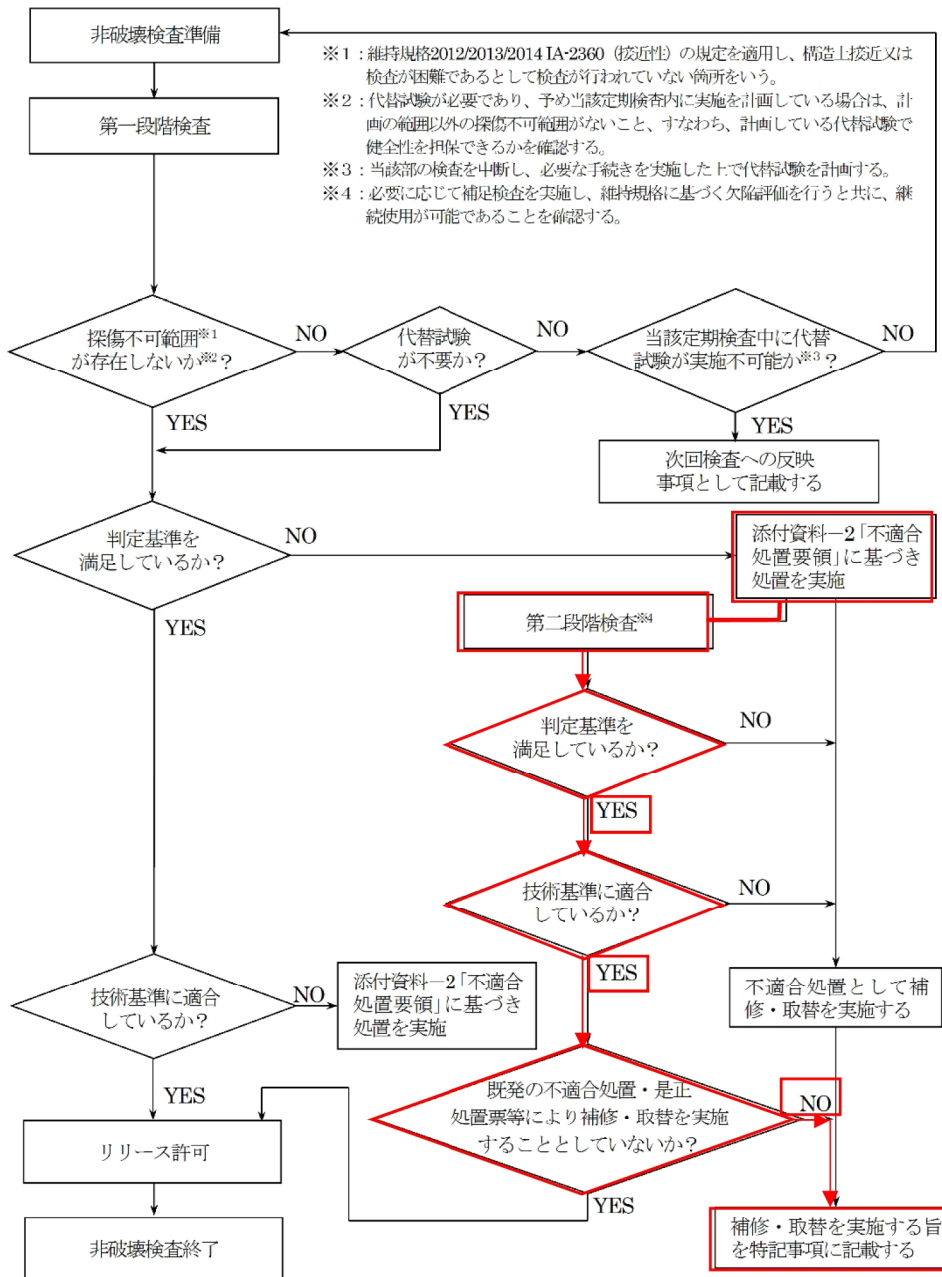 非破壊検査準備
※1：維持規格2012/2013/2014 IA-2360（接近性）の規定を適用し、構造上接近又は
検査が困難であるとして検査が行われていない箇所をいう。
※2：代替試験が必要であり、予め当該定期検査内に実施を計画している場合は、計
画の範囲以外の探傷不可範囲がないこと、すなわち、計画している代替試験で
健全性を担保できるかを確認する。
※3：当該部の検査を中断し、必要な手続きを実施した上で代替試験を計画する。
※4：必要に応じて補足検査を実施し、維持規格に基づく欠陥評価を行うと共に、継
続使用が可能であることを確認する。
第一段階検査
探傷不可範囲※1
が存在しないか※2？
NO
代替試験
が不要か？
NO
当該定期検査中に代替
試験が実施不可能か※3？
NO
YES
YES
YES
次回検査への反映
事項として記載する
判定基準を
満足しているか？
NO
添付資料－2「不適合
処置要領」に基づき
処置を実施
YES
第二段階検査※4
判定基準を
満足しているか？
NO
YES
技術基準に適合
しているか？
NO
YES
技術基準に適合
しているか？
NO
添付資料－2「不適合
処置要領」に基づき
処置を実施
不適合処置として補
修・取替を実施する
YES
既発の不適合処置・是正
処置票等により補修・取替を実施
することとしていないか？
NO
YES
リリース許可
補修・取替を実施する旨
を特記事項に記載する
非破壊検査終了